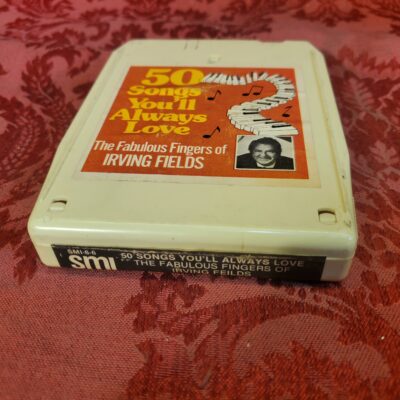 50
Songs
You'll
Always
Love
The Fabulous Fingers of
IRVING FIELDS
SMI-8-6
smi
50 SONGS YOU'LL ALWAYS LOVE
THE FABULOUS FINGERS OF
IRVING FEILDS